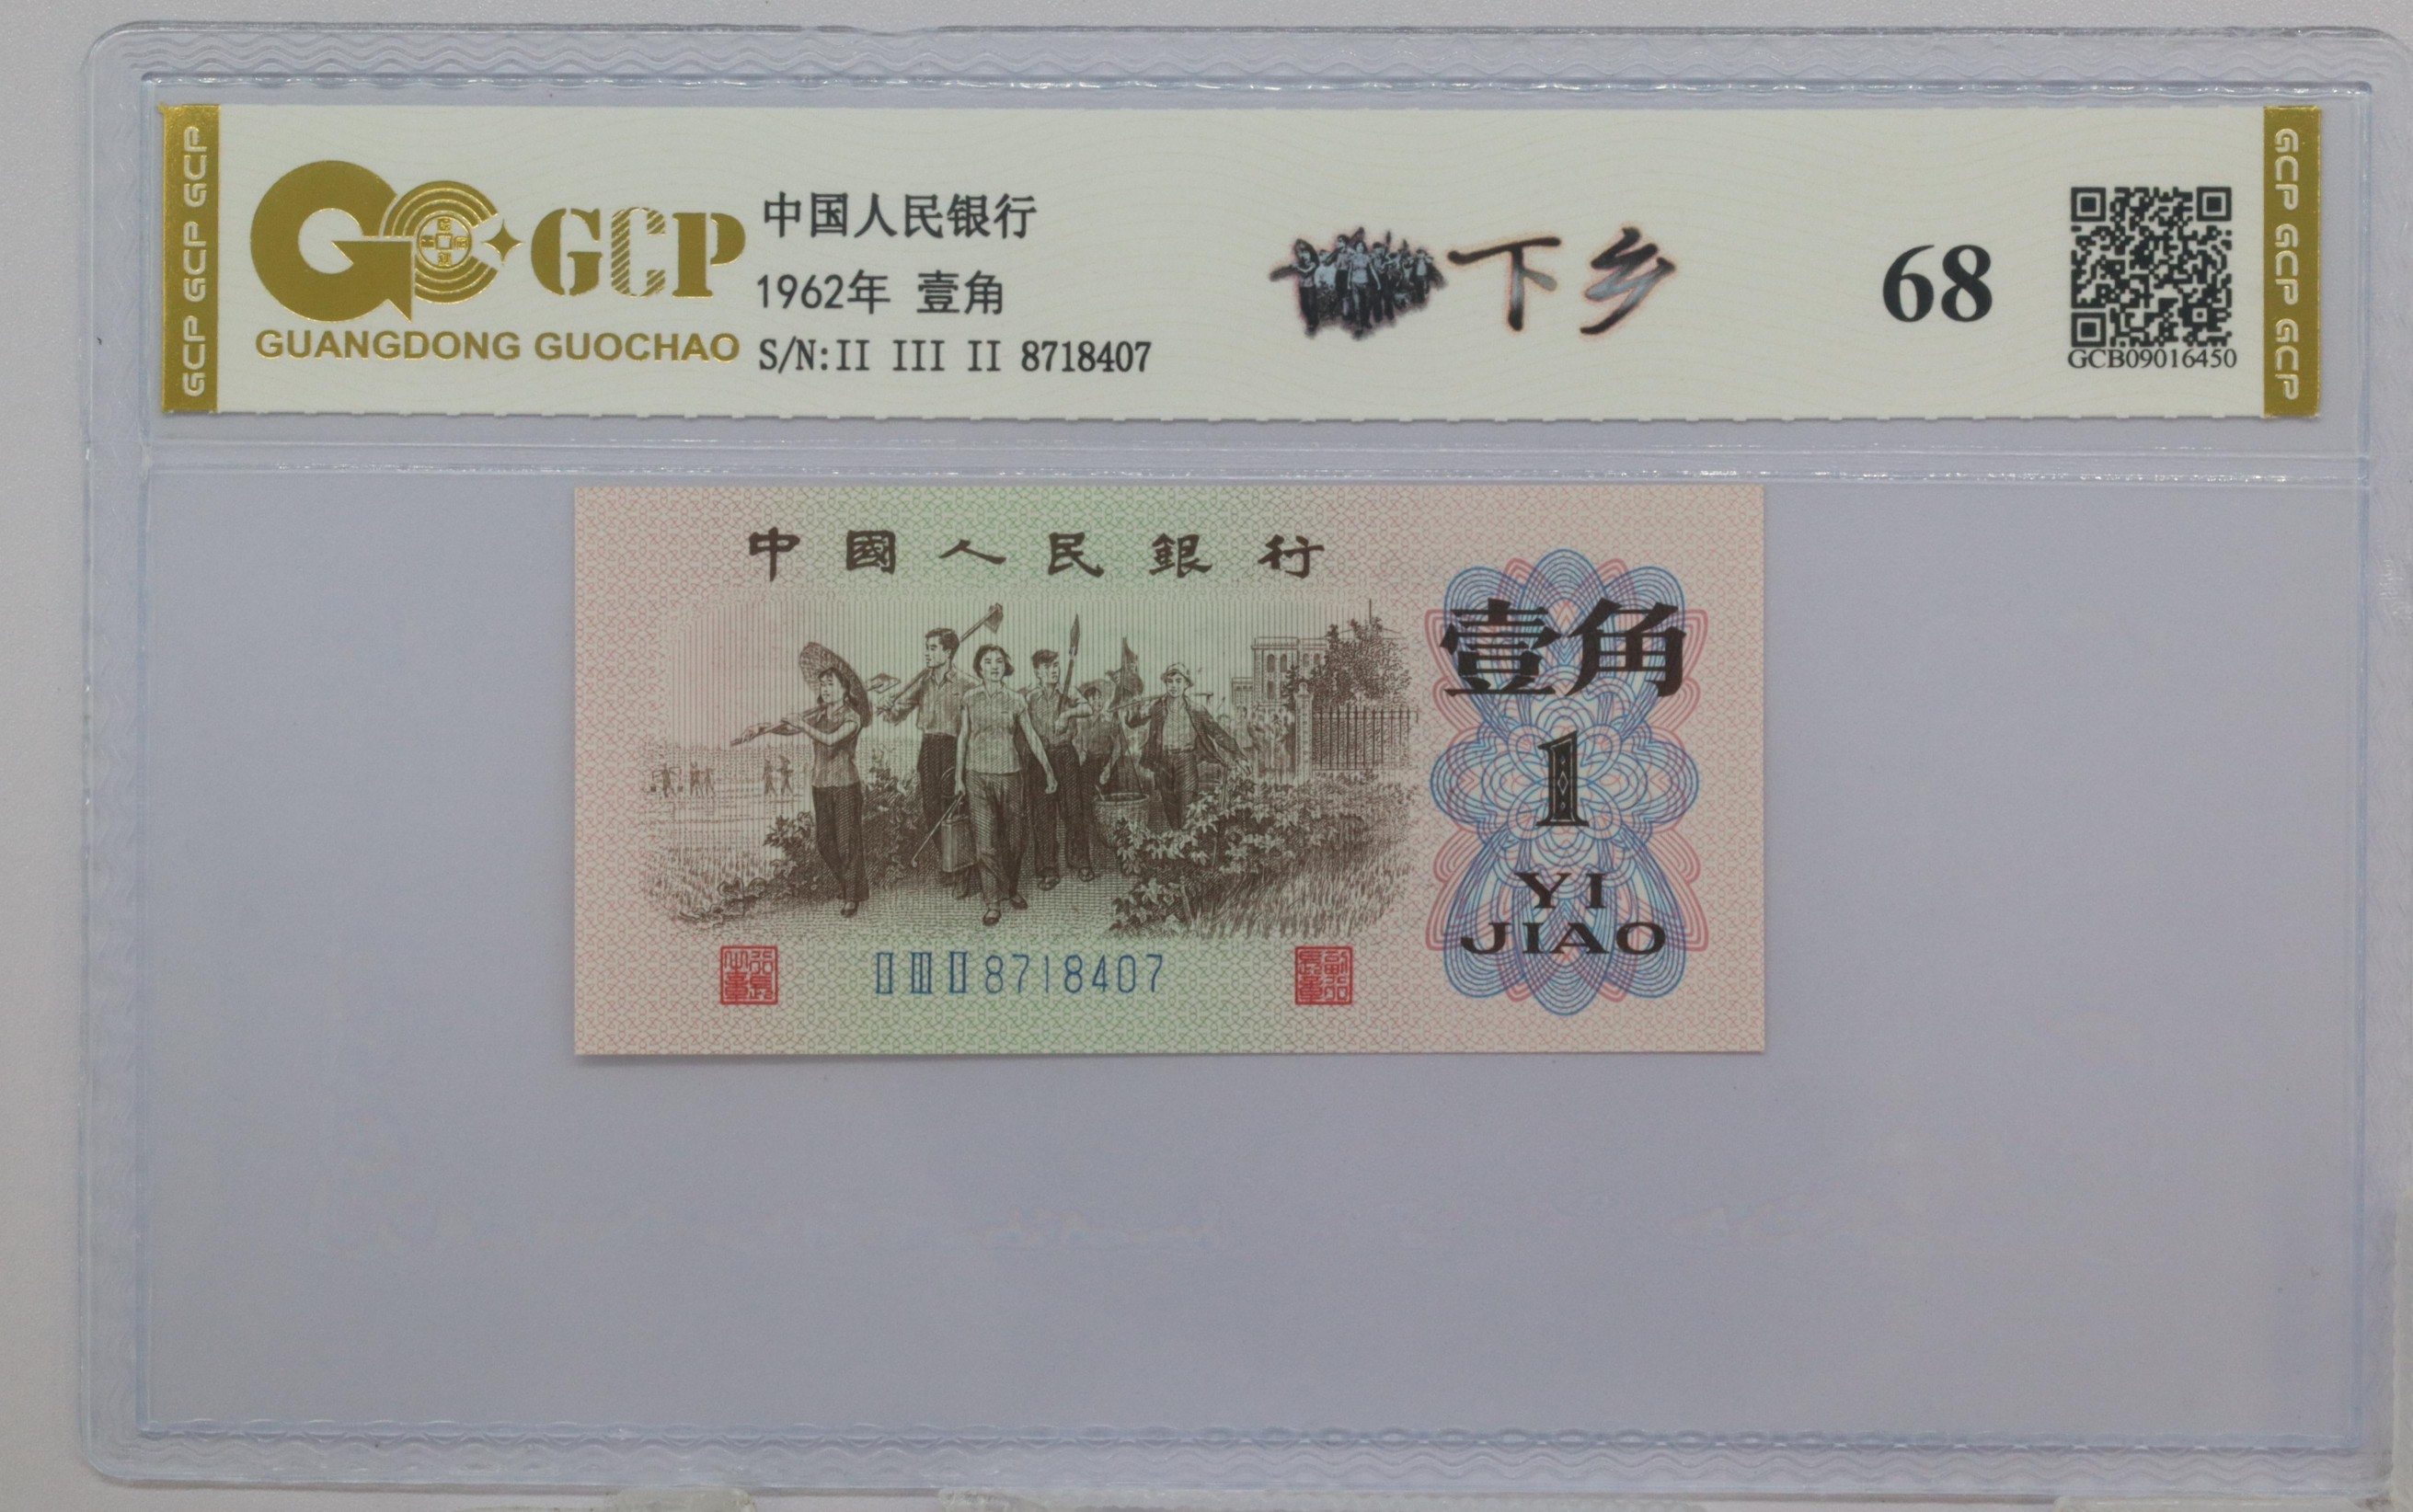 GCP GCP GCP
GCP
GUANGDONG GUOCHAO
中国人民银行
1962年 壹角
S/N:II III II 8718407
下乡
68
GCB09016450
GCP GCP GCP
中國人民銀行
壹角
1
YI
JIAO
II III II 8718407